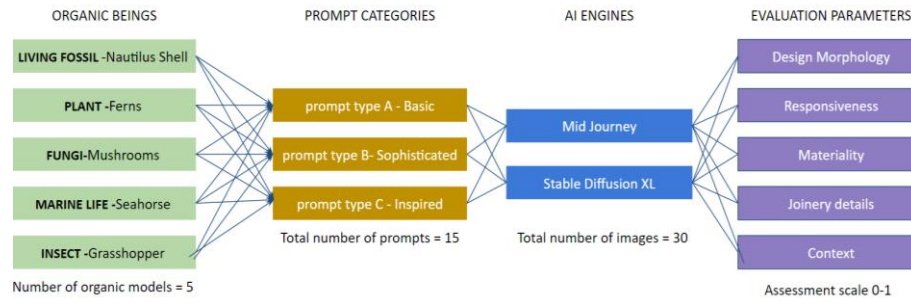 ORGANIC BEINGS
LIVING FOSSIL -Nautilus Shell
PLANT -Ferns
FUNGI-Mushrooms
MARINE LIFE -Seahorse
INSECT -Grasshopper
Number of organic models = 5
PROMPT CATEGORIES
prompt type A - Basic
prompt type B- Sophisticated
prompt type C - Inspired
Total number of prompts = 15
AI ENGINES
Mid Journey
Stable Diffusion XL
Total number of images = 30
EVALUATION PARAMETERS
Design Morphology
Responsiveness
Materiality
Joinery details
Context
Assessment scale 0-1